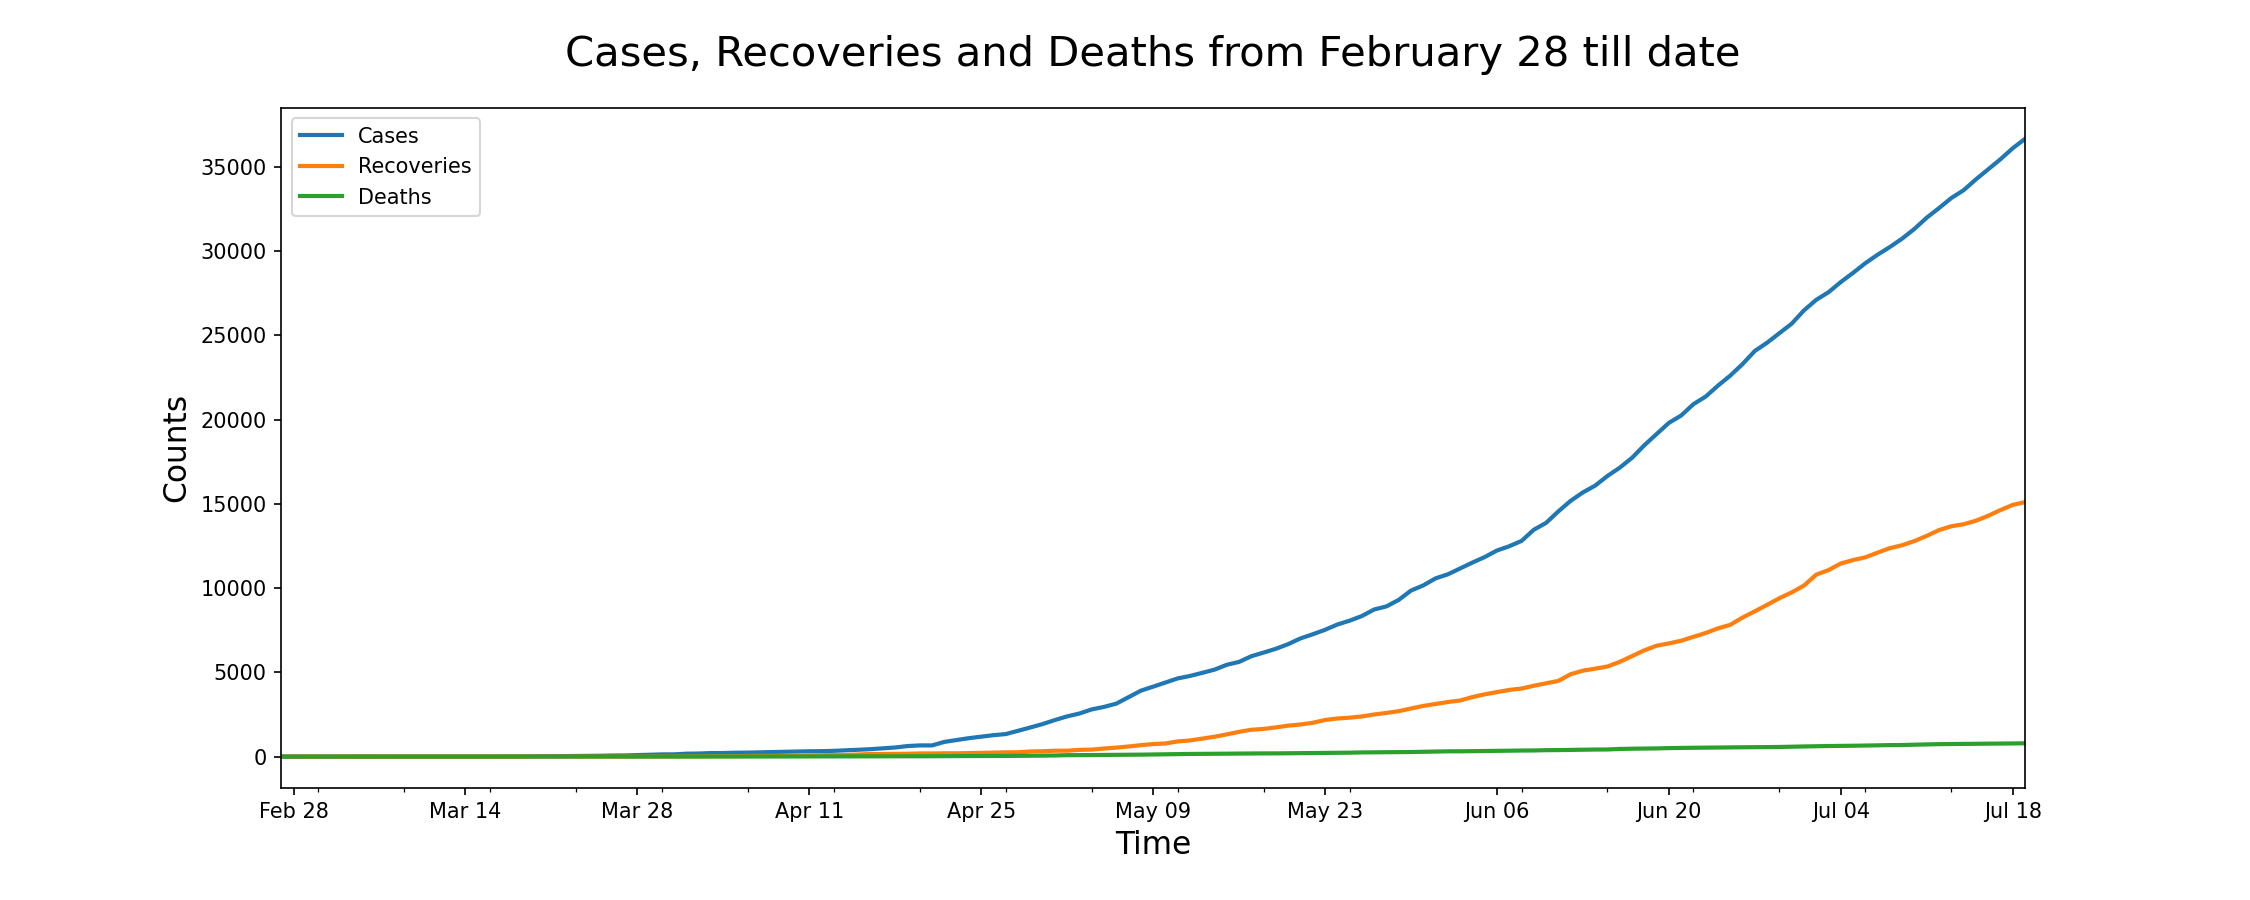 Cases, Recoveries and Deaths from February 28 till date
Cases
Recoveries
Deaths
35000
30000
25000
20000
15000
10000
5000
0
Counts
Feb 28 Mar 14 Mar 28 Apr 11 Apr 25 May 09 May 23 Jun 06 Jun 20 Jul 04 Jul 18
Time